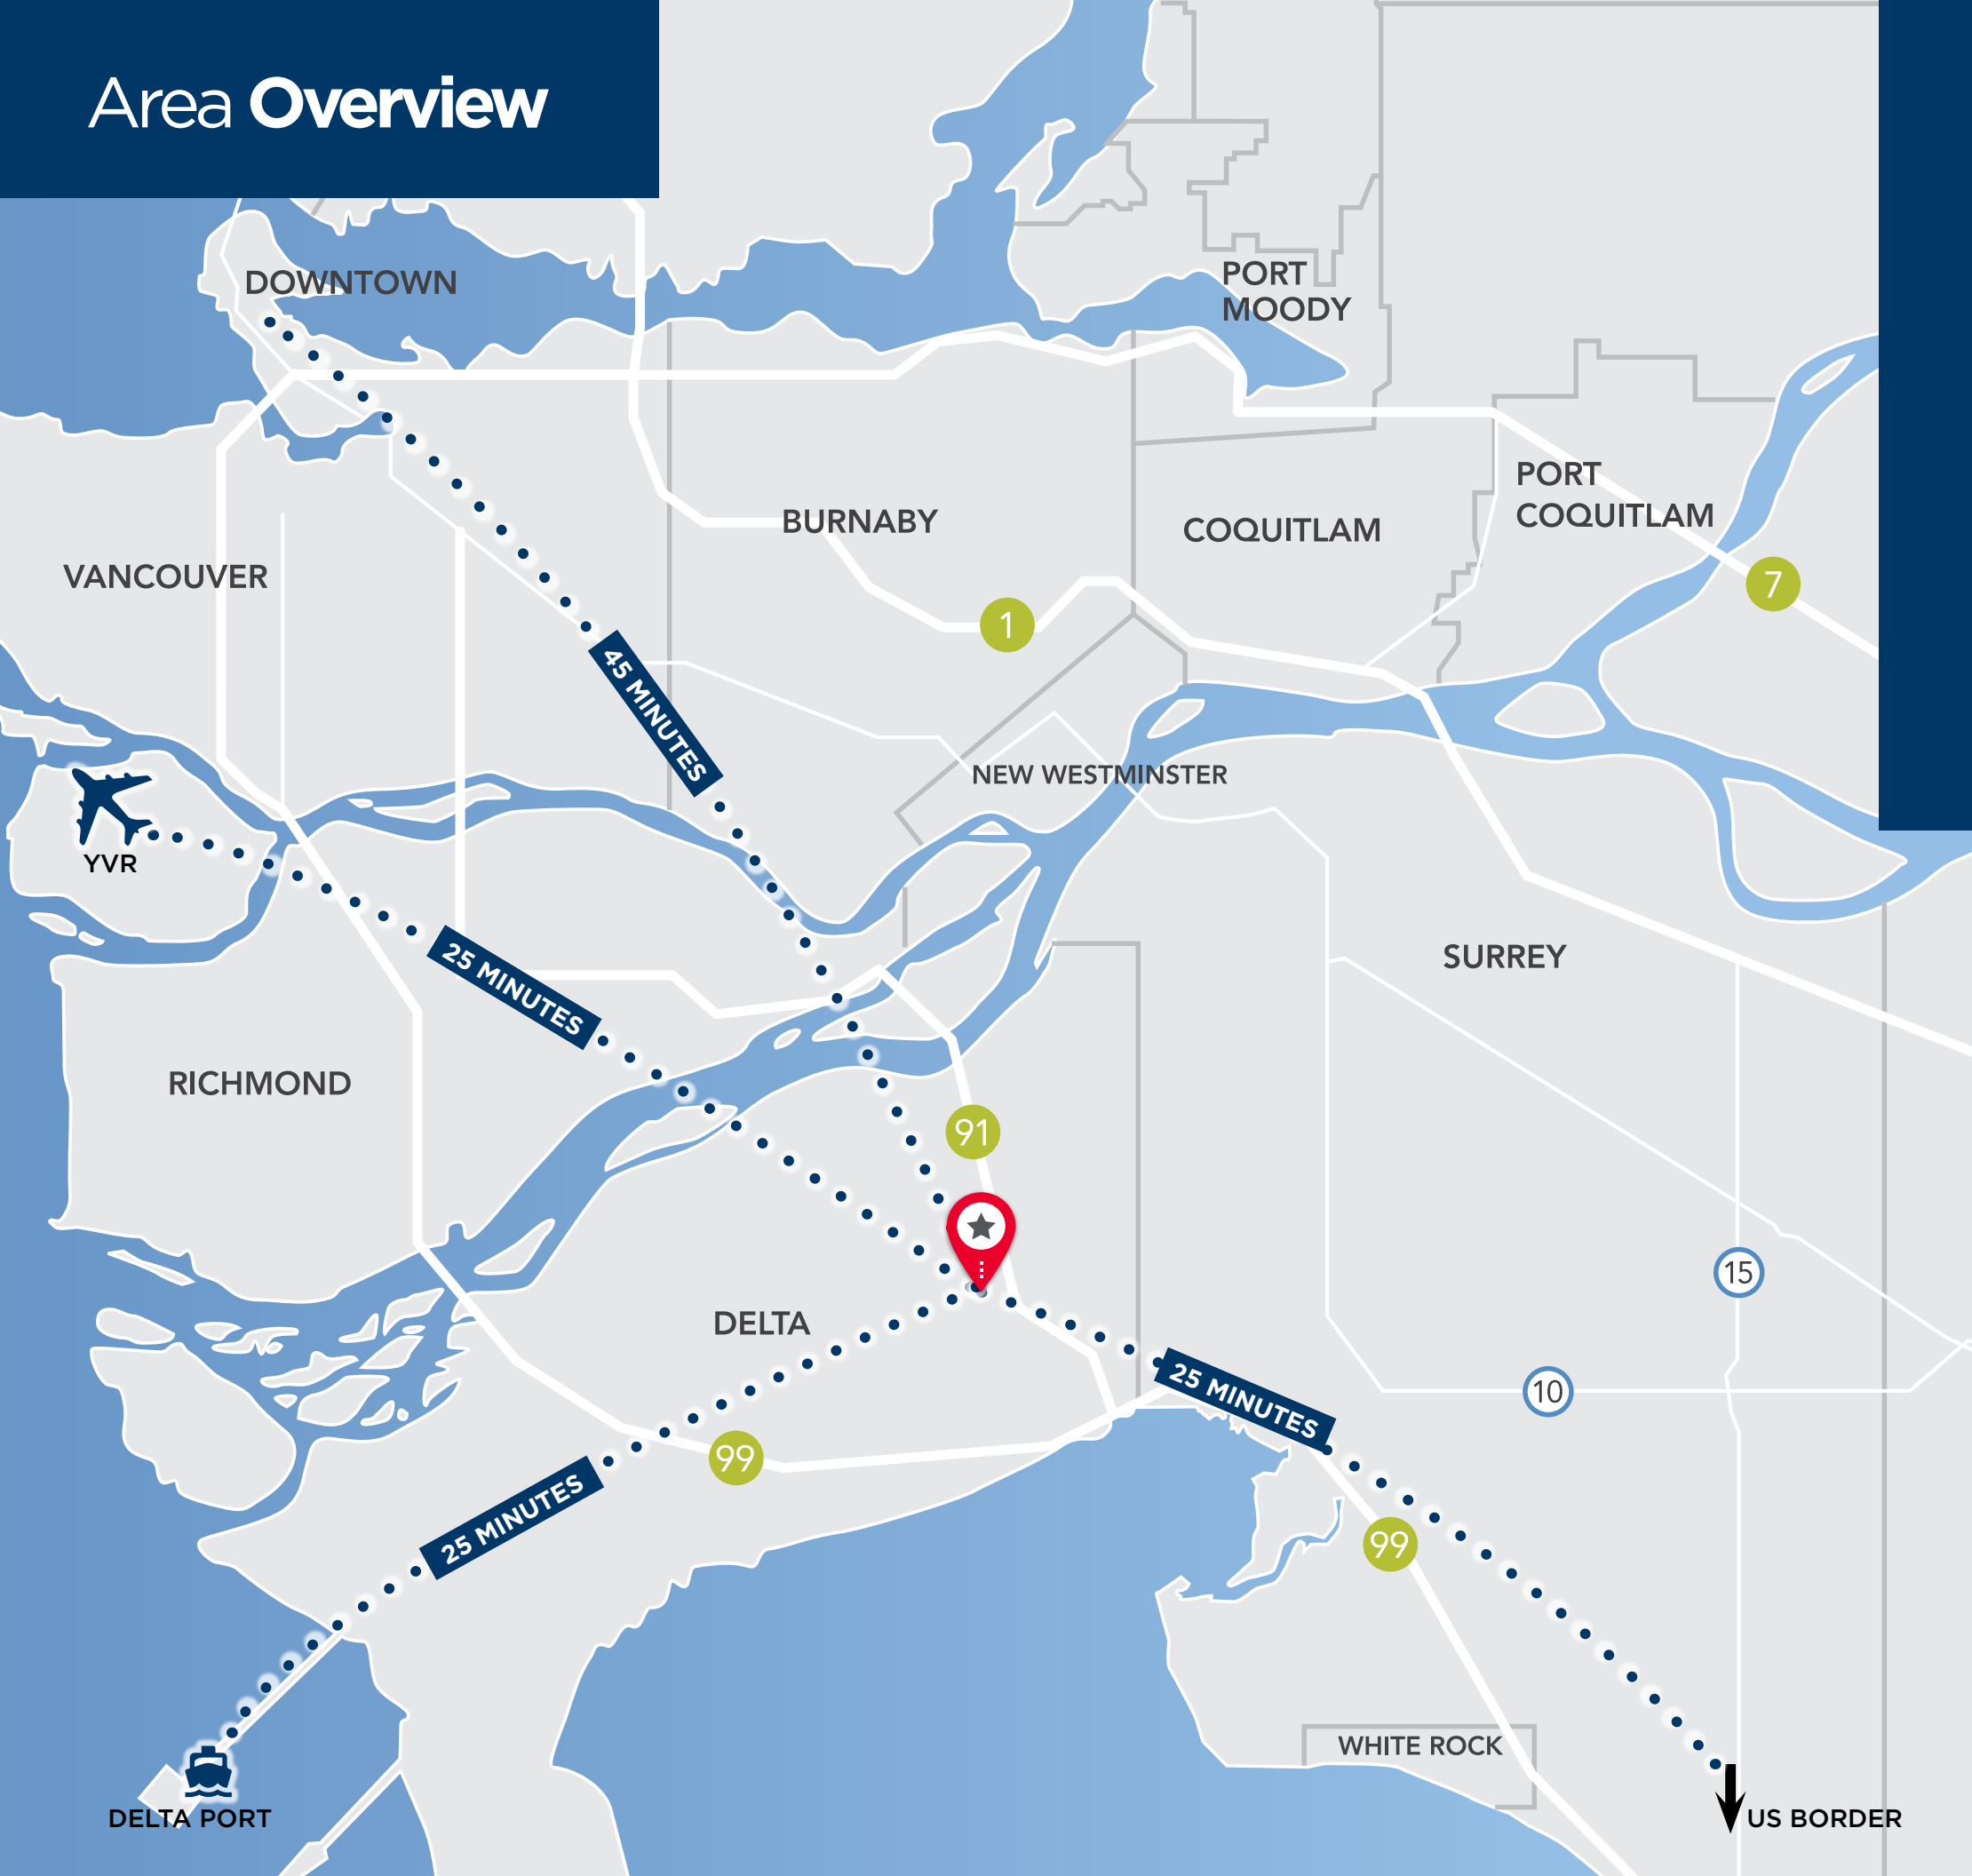 Area Overview
DOWNTOWN
PORT
MOODY
PORT
COQUITLAM
BURNABY
COQUITLAM
VANCOUVER
7
1
45 MINUTES
NEW WESTMINSTER
YVR
25 MINUTES
SURREY
RICHMOND
91
15
DELTA
25 MINUTES
10
99
25 MINUTES
99
WHITE ROCK
DELTA PORT
US BORDER